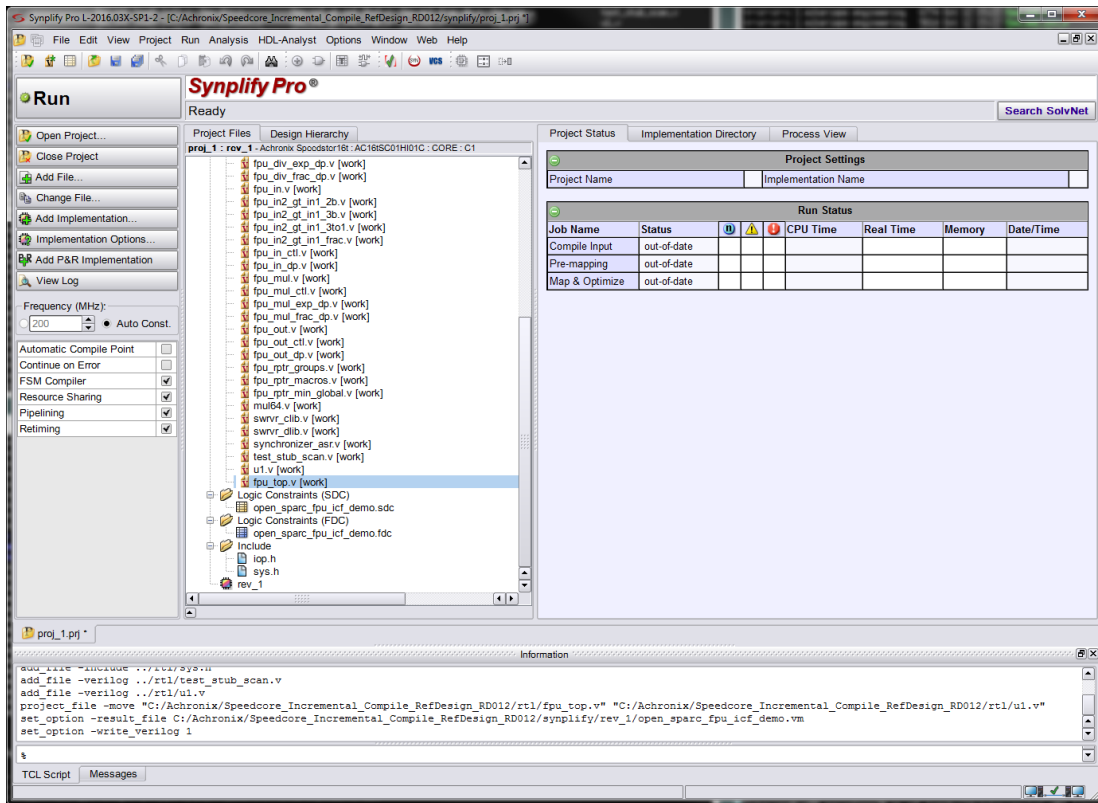 Synplify Pro L-2016.03X-SP1-2 - [C:/Achronix/Speedcore_Incremental_Compile_RefDesign_RD012/synplify/proj_1.prj *]
File Edit View Project Run Analysis HDL-Analyst Options Window Web Help
VCS
Run
Synplify Pro®
Ready
Search SolvNet
Open Project...
Close Project
Add File...
Change File...
Add Implementation...
Implementation Options...
Add P&R Implementation
View Log
Frequency (MHz):
200
Auto Const.
Automatic Compile Point
Continue on Error
FSM Compiler
Resource Sharing
Pipelining
Retiming
Project Files Design Hierarchy
proj_1 : rev_1 - Achronix Speedster16t : AC16tSC01HI01C : CORE : C1
fpu_div_exp_dp.v [work]
fpu_div_frac_dp.v [work]
fpu_in.v [work]
fpu_in2_gt_in1_2b.v [work]
fpu_in2_gt_in1_3b.v [work]
fpu_in2_gt_in1_3to1.v [work]
fpu_in2_gt_in1_frac.v [work]
fpu_in_ctl.v [work]
fpu_in_dp.v [work]
fpu_mul.v [work]
fpu_mul_ctl.v [work]
fpu_mul_exp_dp.v [work]
fpu_mul_frac_dp.v [work]
fpu_out.v [work]
fpu_out_ctl.v [work]
fpu_out_dp.v [work]
fpu_rptr_groups.v [work]
fpu_rptr_macros.v [work]
fpu_rptr_min_global.v [work]
mul64.v [work]
swrvr_clib.v [work]
swrvr_dlib.v [work]
synchronizer_asr.v [work]
test_stub_scan.v [work]
u1.v [work]
fpu_top.v [work]
Logic Constraints (SDC)
open_sparc_fpu_icf_demo.sdc
Logic Constraints (FDC)
open_sparc_fpu_icf_demo.fdc
Include
iop.h
sys.h
rev_1
Project Status Implementation Directory Process View
Project Settings
Project Name Implementation Name
Run Status
Job Name Status n ! ! CPU Time Real Time Memory Date/Time
Compile Input out-of-date
Pre-mapping out-of-date
Map & Optimize out-of-date
proj_1.prj *
Information
add_file -include ../rtl/sys.h
add_file -verilog ../rtl/test_stub_scan.v
add_file -verilog ../rtl/u1.v
project_file -move "C:/Achronix/Speedcore_Incremental_Compile_RefDesign_RD012/rtl/fpu_top.v" "C:/Achronix/Speedcore_Incremental_Compile_RefDesign_RD012/rtl/u1.v"
set_option -result_file C:/Achronix/Speedcore_Incremental_Compile_RefDesign_RD012/synplify/rev_1/open_sparc_fpu_icf_demo.vm
set_option -write_verilog 1
%
TCL Script Messages